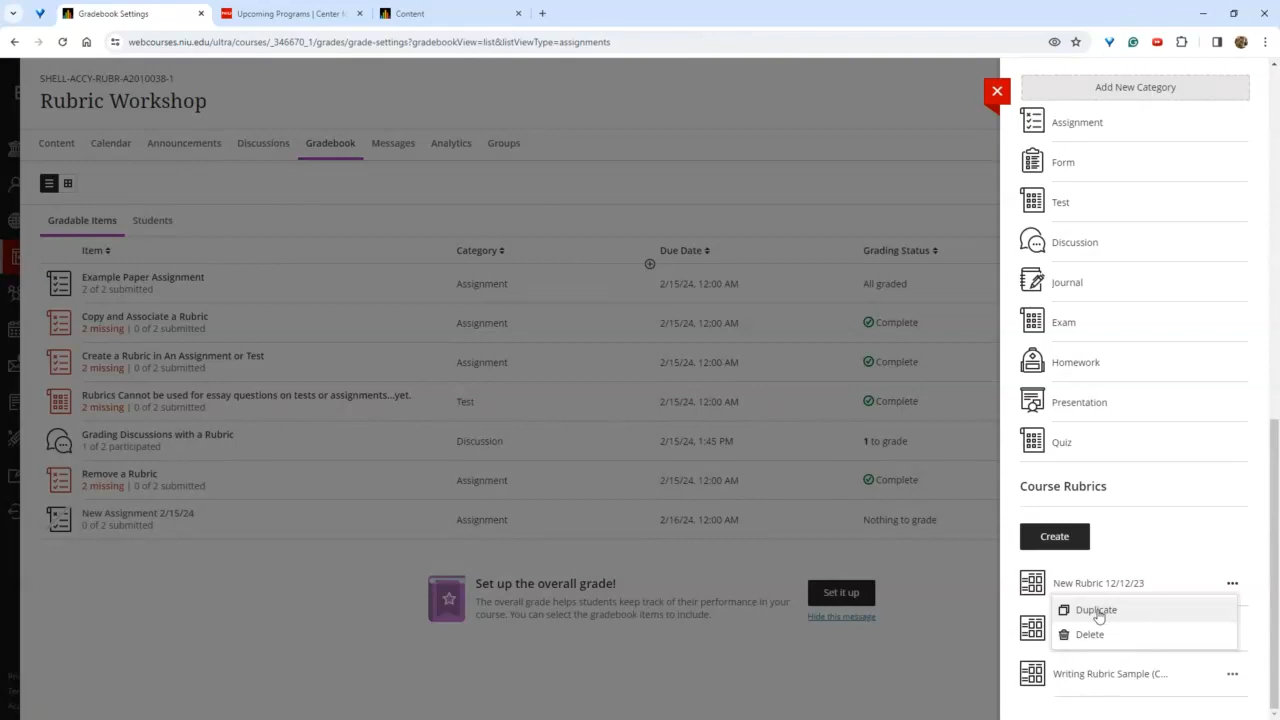 Gradebook Settings
Upcoming Programs | Center
Content
webcourses.niu.edu/ultra/courses/_346670_1/grades/grade-settings?gradebookView=list&listViewType=assignments
SHELL-ACCY-RUBR-A2010038-1
Rubric Workshop
Content Calendar Announcements Discussions Gradebook Messages Analytics Groups
Gradable Items Students
Item Category Due Date Grading Status
Example Paper Assignment
2 of 2 submitted
Assignment 2/15/24, 12:00 AM All graded
Copy and Associate a Rubric
2 missing | 0 of 2 submitted
Assignment 2/15/24, 12:00 AM Complete
Create a Rubric in An Assignment or Test
2 missing | 0 of 2 submitted
Assignment 2/15/24, 12:00 AM Complete
Rubrics Cannot be used for essay questions on tests or assignments...yet.
2 missing | 0 of 2 submitted
Test 2/15/24, 12:00 AM Complete
Grading Discussions with a Rubric
1 of 2 participated
Discussion 2/15/24, 1:45 PM 1 to grade
Remove a Rubric
2 missing | 0 of 2 submitted
Assignment 2/15/24, 12:00 AM Complete
New Assignment 2/15/24
0 of 2 submitted
Assignment 2/16/24, 12:00 AM Nothing to grade
Set up the overall grade!
The overall grade helps students keep track of their performance in your
course. You can select the gradebook items to include.
Set it up
Hide this message
Add New Category
Assignment
Form
Test
Discussion
Journal
Exam
Homework
Presentation
Quiz
Course Rubrics
Create
New Rubric 12/12/23
Duplicate
Delete
Writing Rubric Sample (C...